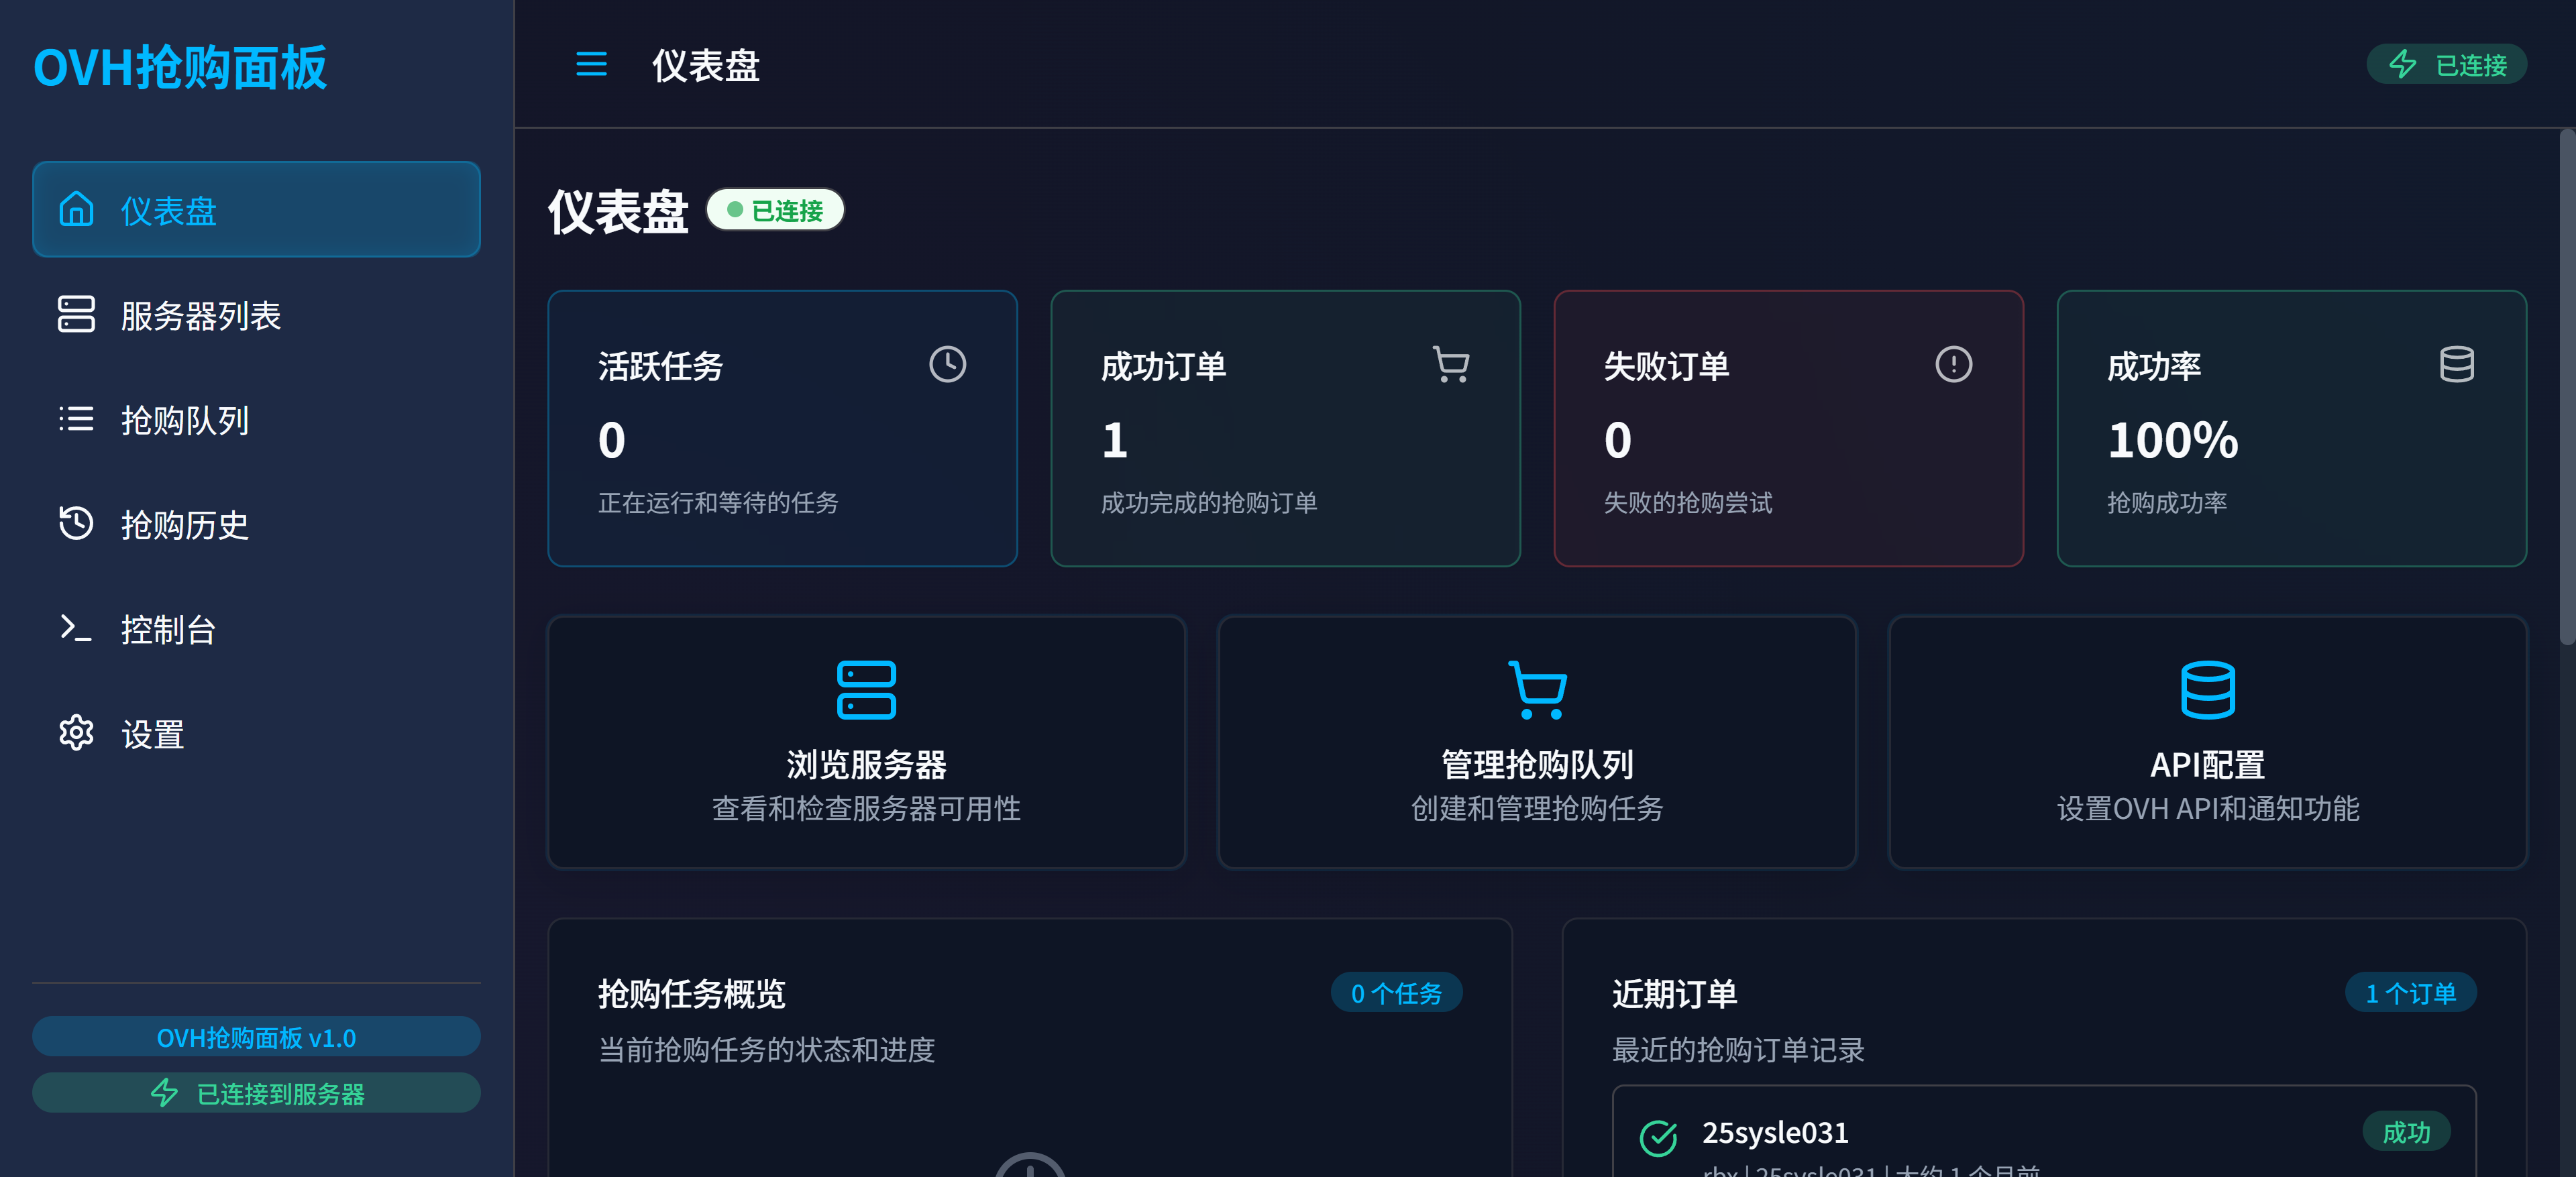 OVH抢购面板
仪表盘
服务器列表
抢购队列
抢购历史
控制台
设置
OVH抢购面板 v1.0
已连接到服务器
仪表盘
已连接
仪表盘
已连接
活跃任务
0
正在运行和等待的任务
成功订单
1
成功完成的抢购订单
失败订单
0
失败的抢购尝试
成功率
100%
抢购成功率
浏览服务器
查看和检查服务器可用性
管理抢购队列
创建和管理抢购任务
API配置
设置OVH API和通知功能
抢购任务概览
0 个任务
当前抢购任务的状态和进度
近期订单
1 个订单
最近的抢购订单记录
25sysle031
成功
rbx | 25sysle031 | 大约 1 个月前